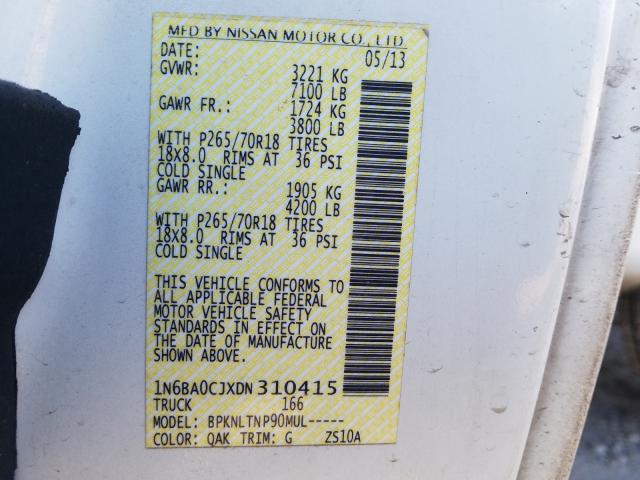 MFD BY NISSAN MOTOR CO., LTD
DATE: 05/13
GVWR: 3221 KG
7100 LB
GAWR FR.: 1724 KG
3800 LB
WITH P265/70R18 TIRES
18X8.0 RIMS AT 36 PSI
COLD SINGLE
GAWR RR.: 1905 KG
4200 LB
WITH P265/70R18 TIRES
18X8.0 RIMS AT 36 PSI
COLD SINGLE
THIS VEHICLE CONFORMS TO
ALL APPLICABLE FEDERAL
MOTOR VEHICLE SAFETY
STANDARDS IN EFFECT ON
THE DATE OF MANUFACTURE
SHOWN ABOVE.
1N6BA0CJXDN310415
TRUCK 166
MODEL: BPKNLTNP90MUL-----
COLOR: QAK TRIM: G ZS10A